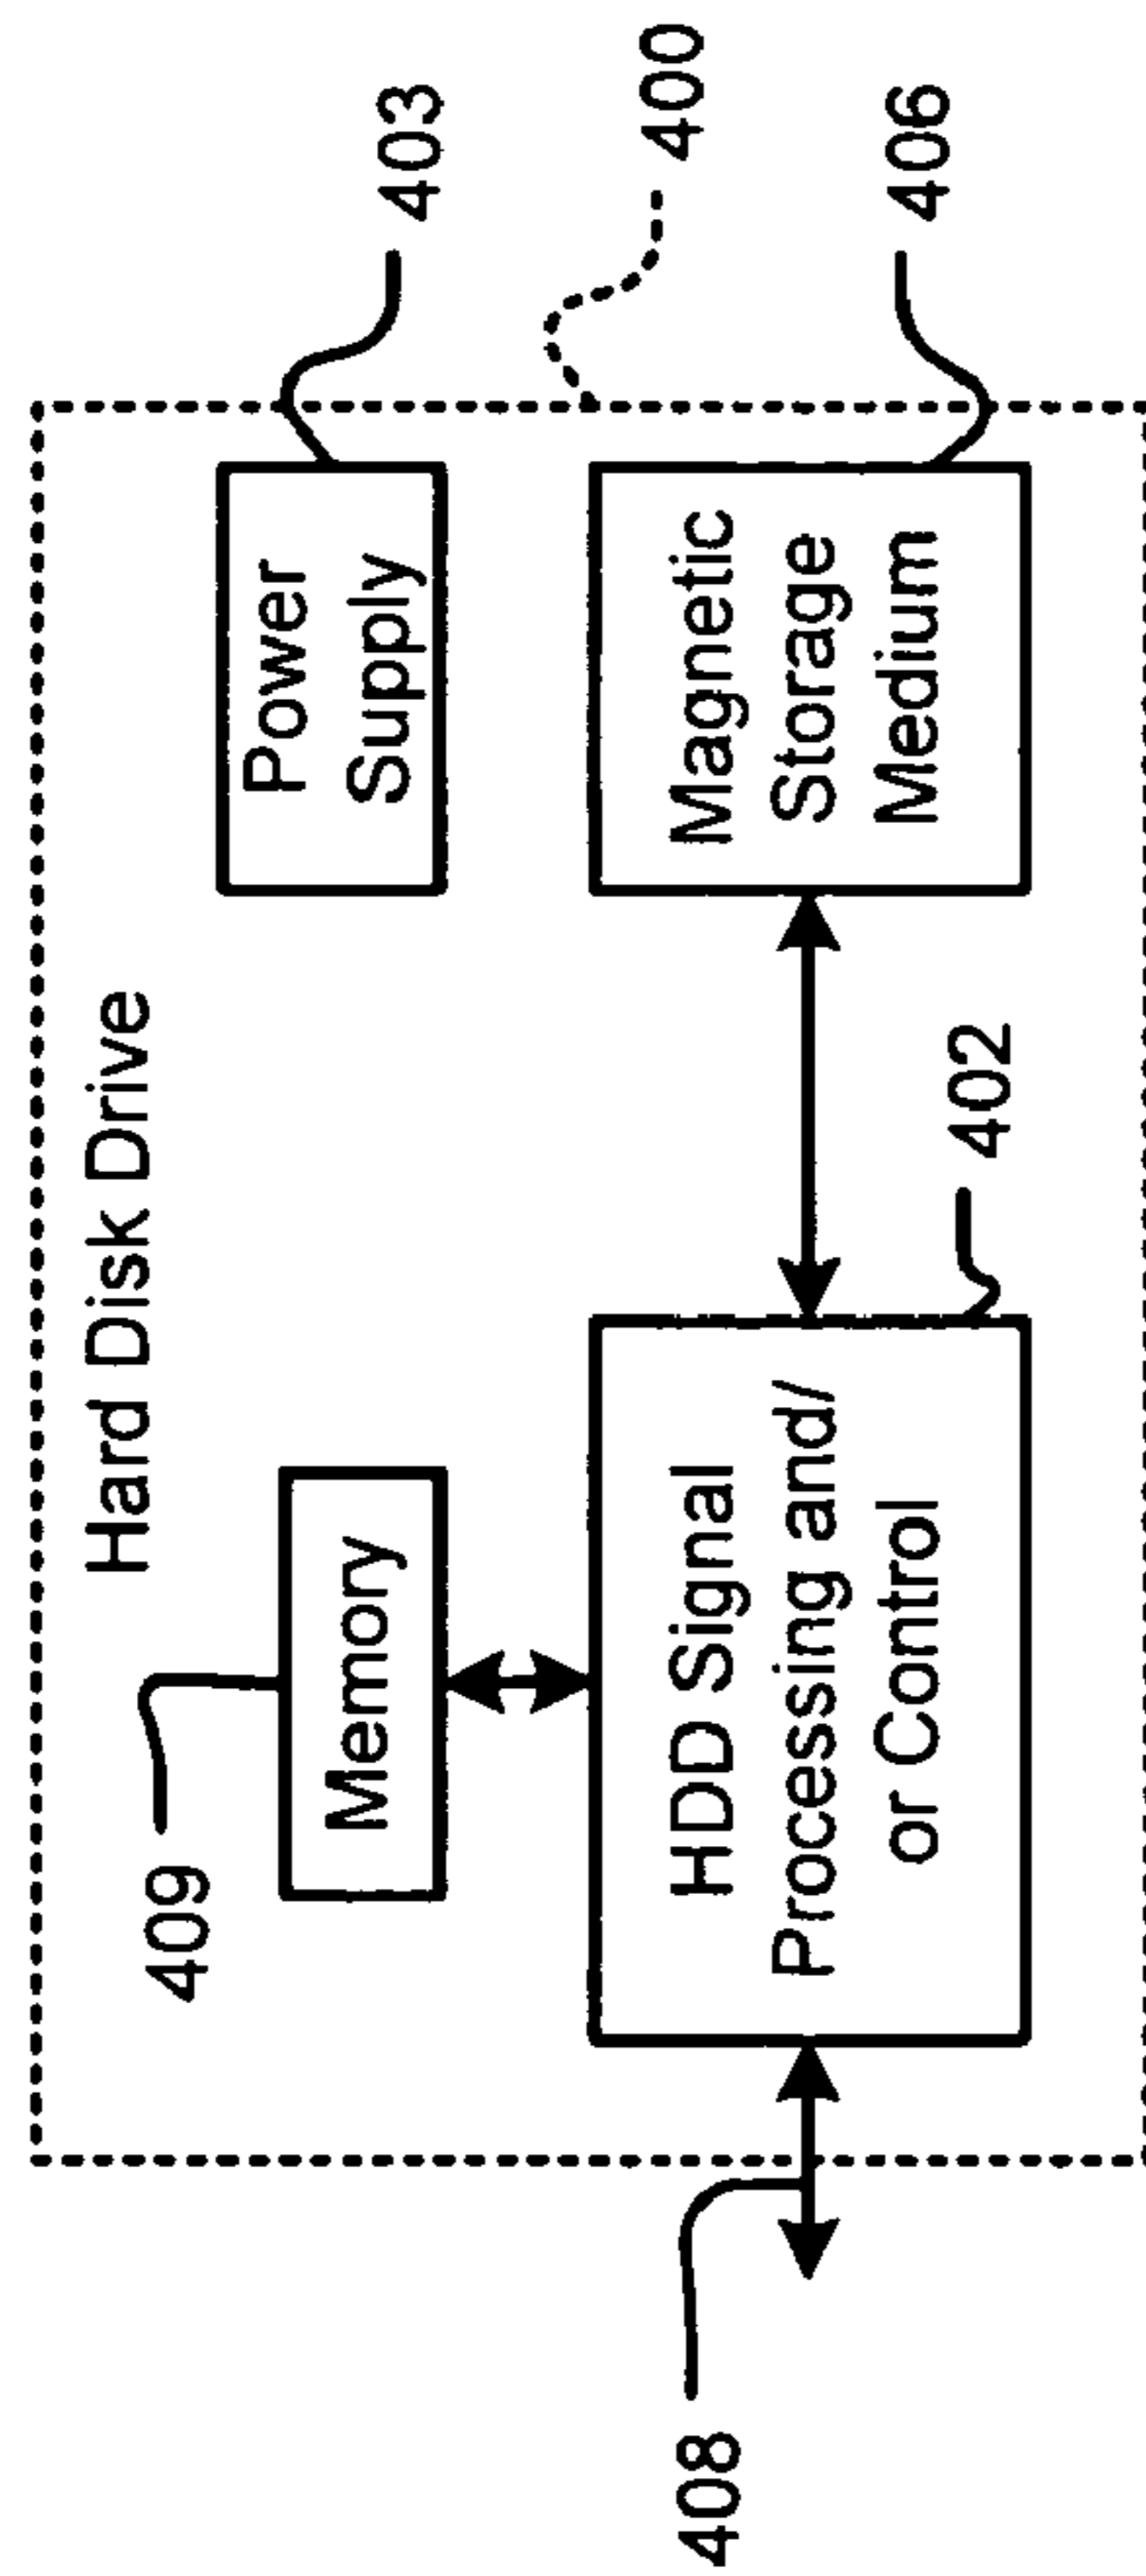 Hard Disk Drive
409
Memory
Power
Supply
403
400
408
HDD Signal
Processing and/
or Control
402
Magnetic
Storage
Medium
406